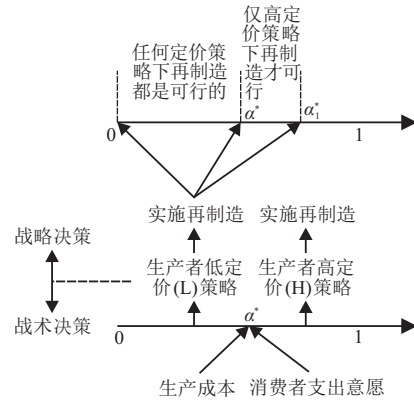 任何定价策
略下再制造
都是可行的
仅高定
价策略
下再制
造才可
行
0
α*
α₁*
1
实施再制造
实施再制造
战略决策
生产者低定
价(L)策略
生产者高定
价(H)策略
战术决策
0
α*
1
生产成本
消费者支出意愿